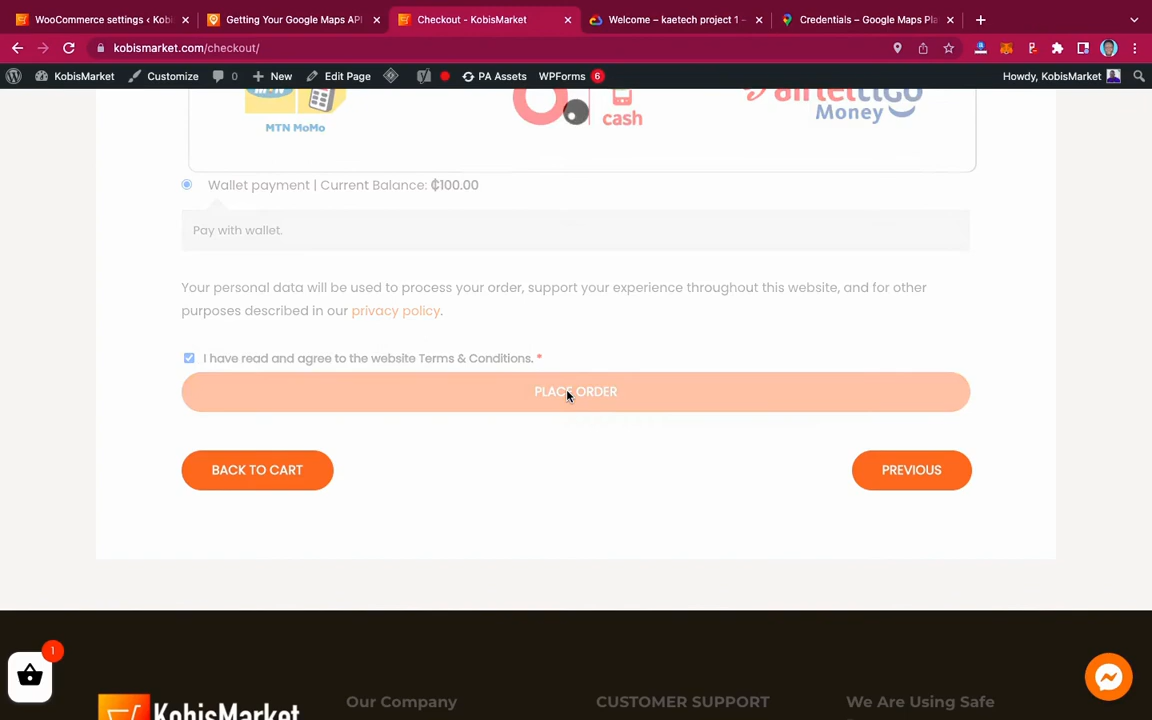 WooCommerce settings ‹ Kobis
Getting Your Google Maps API
Checkout - KobisMarket
Welcome – kaetech project 1 –
Credentials – Google Maps Pla
kobismarket.com/checkout/
KobisMarket
Customize
0
New
Edit Page
PA Assets
WPForms 6
Howdy, KobisMarket
MTN MoMo
cash
airteltiGo
Money
Wallet payment | Current Balance: ₵100.00
Pay with wallet.
Your personal data will be used to process your order, support your experience throughout this website, and for other
purposes described in our privacy policy.
I have read and agree to the website Terms & Conditions. *
PLACE ORDER
BACK TO CART
PREVIOUS
1
KobisMarket
Our Company
CUSTOMER SUPPORT
We Are Using Safe